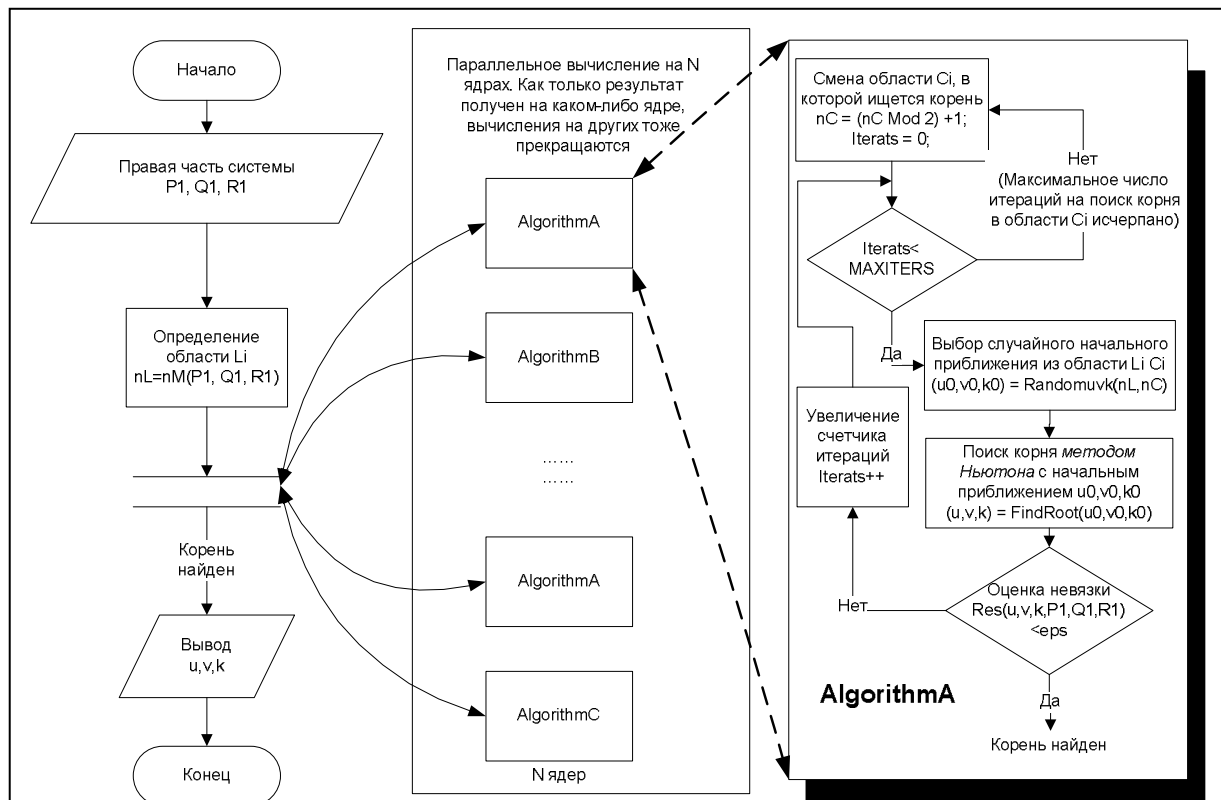 Начало
Правая часть системы
P1, Q1, R1
Определение
области Li
nL=nM(P1, Q1, R1)
Корень
найден
Вывод
u,v,k
Конец
Параллельное вычисление на N
ядрах. Как только результат
получен на каком-либо ядре,
вычисления на других тоже
прекращаются
AlgorithmA
AlgorithmB
……
……
AlgorithmA
AlgorithmC
N ядер
Смена области Ci, в
которой ищется корень
nC = (nC Mod 2) +1;
Iterats = 0;
Нет
(Максимальное число
итераций на поиск корня
в области Ci исчерпано)
Iterats<
MAXITERS
Да
Выбор случайного начального
приближения из области Li Ci
(u0,v0,k0) = Randomuvk(nL,nC)
Увеличение
счетчика
итераций
Iterats++
Поиск корня методом
Ньютона с начальным
приближением u0,v0,k0
(u,v,k) = FindRoot(u0,v0,k0)
Оценка невязки
Res(u,v,k,P1,Q1,R1)
<eps
Нет
Да
Корень найден
AlgorithmA